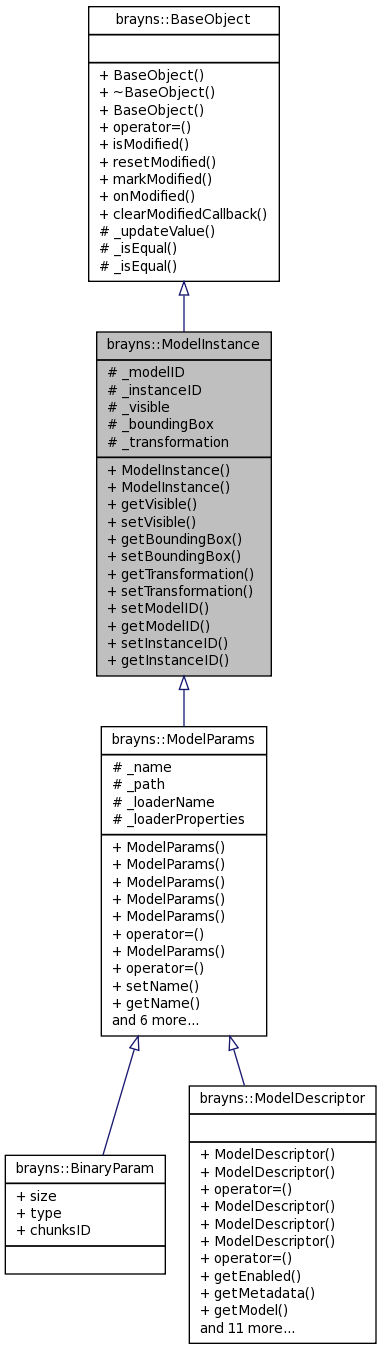 brayns::BaseObject
+ BaseObject()
+ ~BaseObject()
+ BaseObject()
+ operator=()
+ isModified()
+ resetModified()
+ markModified()
+ onModified()
+ clearModifiedCallback()
# _updateValue()
# _isEqual()
# _isEqual()
brayns::ModelInstance
# _modelID
# _instanceID
# _visible
# _boundingBox
# _transformation
+ ModelInstance()
+ ModelInstance()
+ getVisible()
+ setVisible()
+ getBoundingBox()
+ setBoundingBox()
+ getTransformation()
+ setTransformation()
+ setModelID()
+ getModelID()
+ setInstanceID()
+ getInstanceID()
brayns::ModelParams
# _name
# _path
# _loaderName
# _loaderProperties
+ ModelParams()
+ ModelParams()
+ ModelParams()
+ ModelParams()
+ ModelParams()
+ operator=()
+ ModelParams()
+ operator=()
+ setName()
+ getName()
and 6 more...
brayns::BinaryParam
+ size
+ type
+ chunksID
brayns::ModelDescriptor
+ ModelDescriptor()
+ ModelDescriptor()
+ operator=()
+ ModelDescriptor()
+ ModelDescriptor()
+ ModelDescriptor()
+ operator=()
+ getEnabled()
+ getMetadata()
+ getModel()
and 11 more...